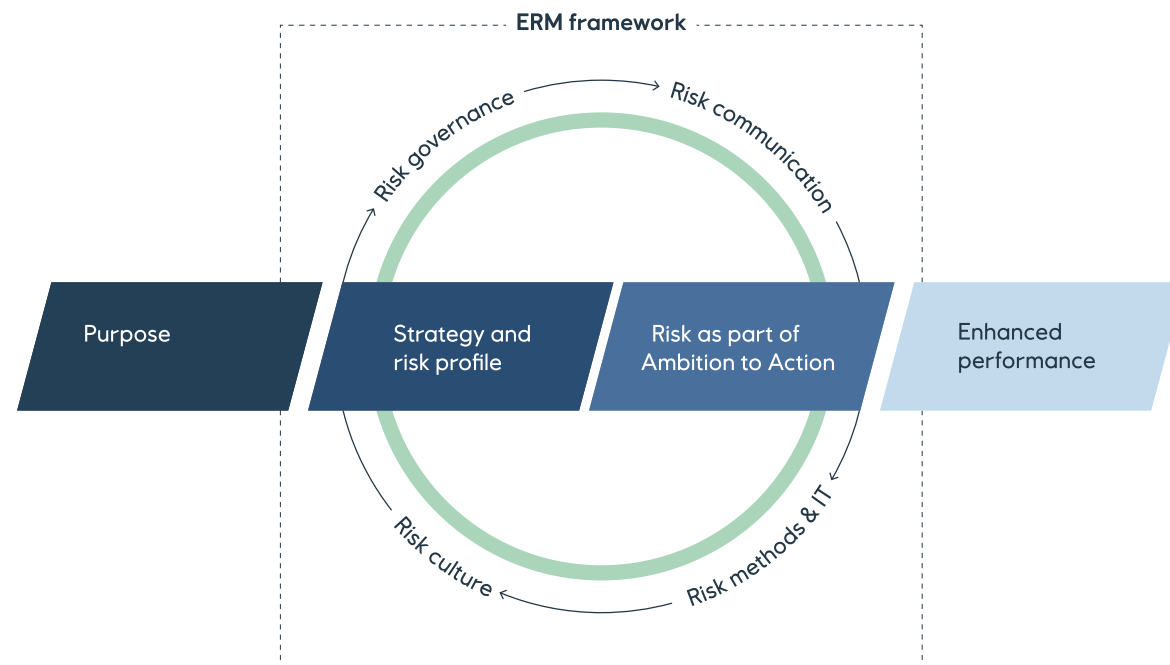 ERM framework
Risk governance
Risk communication
Purpose
Strategy and
risk profile
Risk as part of
Ambition to Action
Enhanced
performance
Risk culture
Risk methods & IT